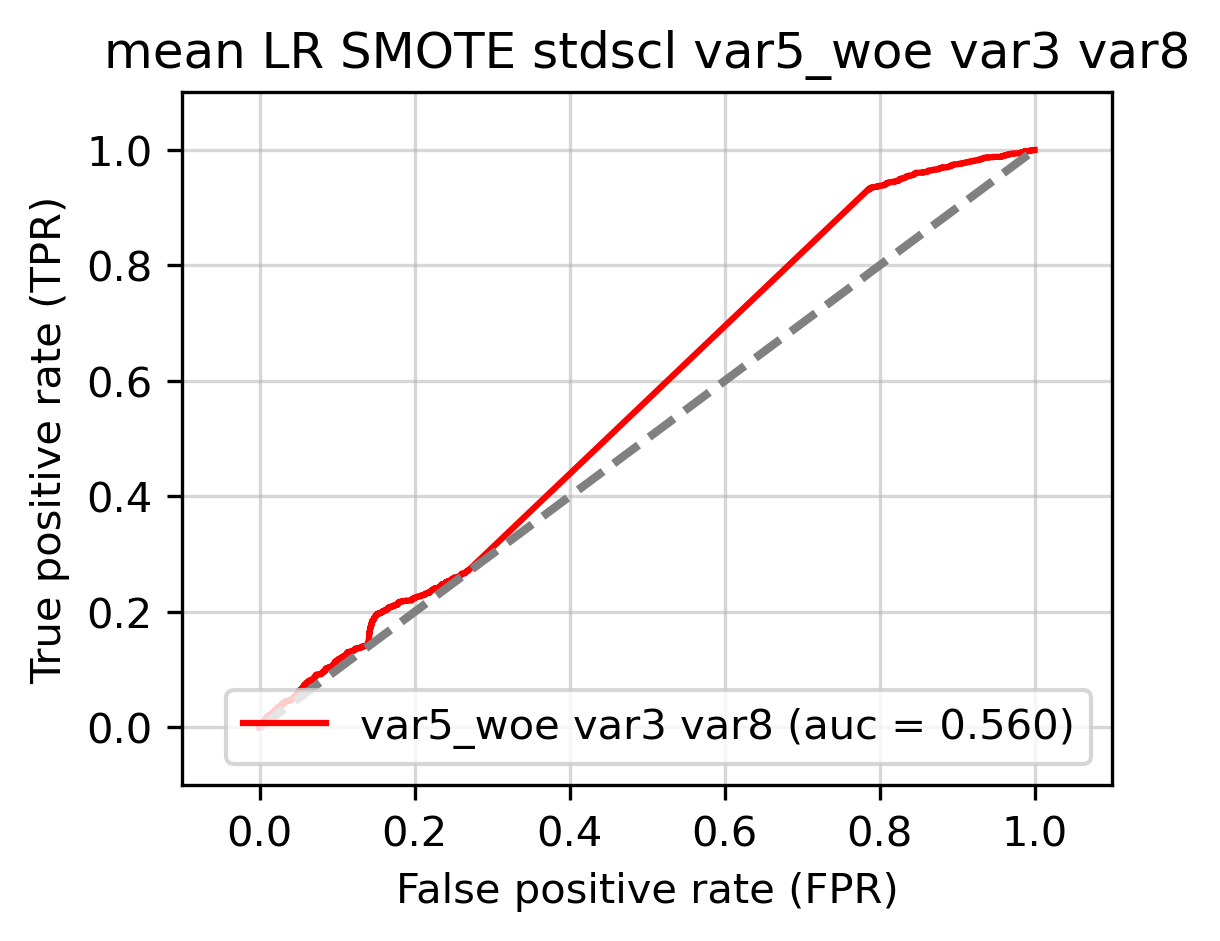 mean LR SMOTE stdscl var5_woe var3 var8
1.0
0.8
0.6
0.4
0.2
0.0
True positive rate (TPR)
var5_woe var3 var8 (auc = 0.560)
0.0 0.2 0.4 0.6 0.8 1.0
False positive rate (FPR)